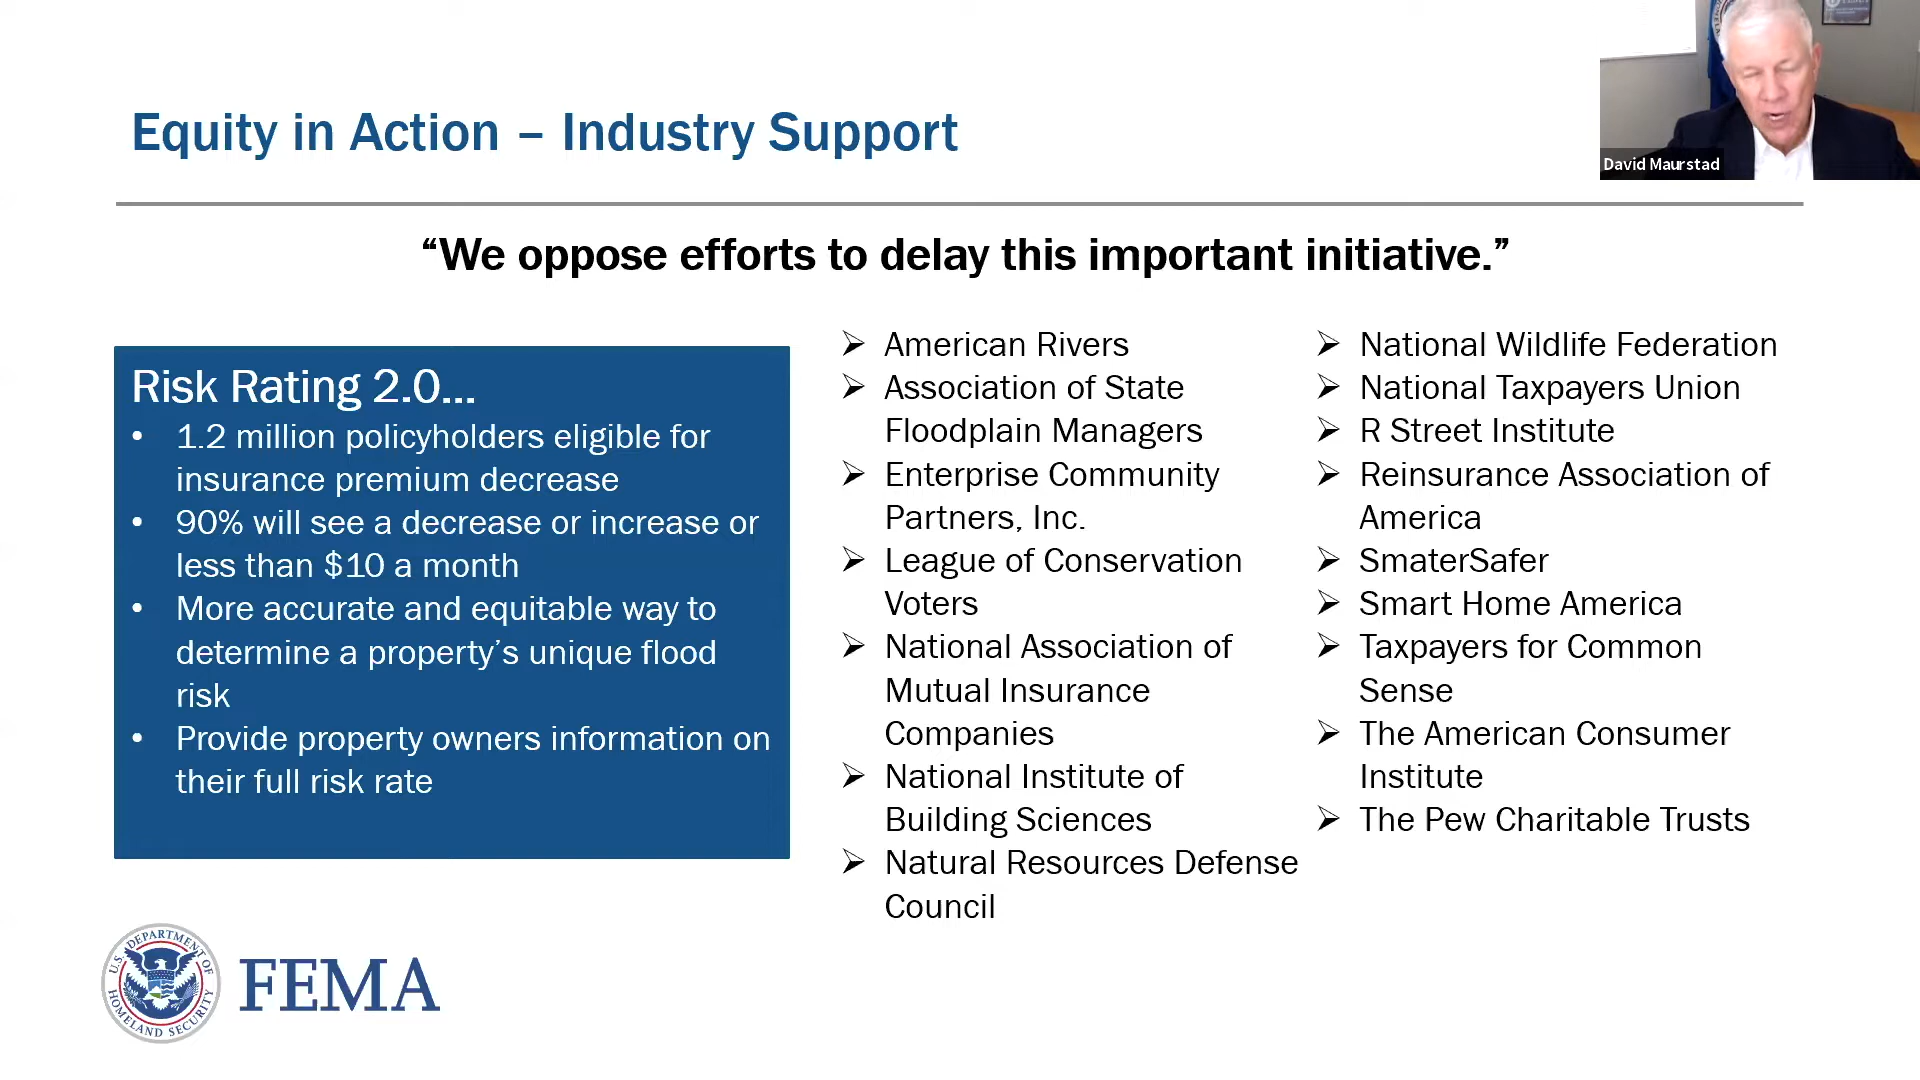 Equity in Action – Industry Support
David Maurstad
“We oppose efforts to delay this important initiative.”
Risk Rating 2.0...
• 1.2 million policyholders eligible for
insurance premium decrease
• 90% will see a decrease or increase or
less than $10 a month
• More accurate and equitable way to
determine a property’s unique flood
risk
• Provide property owners information on
their full risk rate
➢ American Rivers
➢ Association of State
Floodplain Managers
➢ Enterprise Community
Partners, Inc.
➢ League of Conservation
Voters
➢ National Association of
Mutual Insurance
Companies
➢ National Institute of
Building Sciences
➢ Natural Resources Defense
Council
➢ National Wildlife Federation
➢ National Taxpayers Union
➢ R Street Institute
➢ Reinsurance Association of
America
➢ SmaterSafer
➢ Smart Home America
➢ Taxpayers for Common
Sense
➢ The American Consumer
Institute
➢ The Pew Charitable Trusts
U.S. DEPARTMENT OF
HOMELAND SECURITY
FEMA